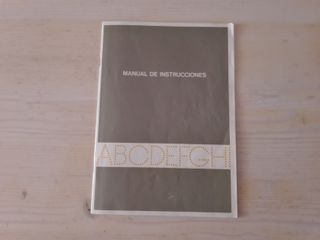 MANUAL DE INSTRUCCIONES
ABCDEFGH